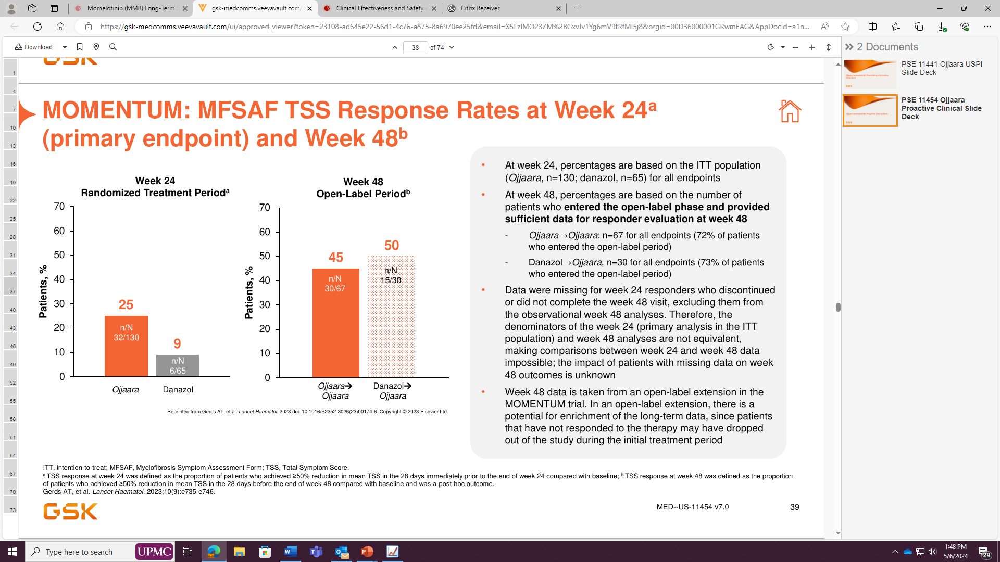 Momelotinib (MMB) Long-Term S
gsk-medcomms.veevavault.com/
Clinical Effectiveness and Safety
Citrix Receiver
https://gsk-medcomms.veevavault.com/ui/approved_viewer?token=23108-ad645e22-56d1-4c76-a875-8a6970ee25fd&email=X5FzIMO23ZM%2BGxvJv1Yg6mV9tRfMI5j8&orgid=00D36000001GRwmEAG&AppDocId=a1n...
Download
38 of 74
2 Documents
PSE 11441 Ojjaara USPI
Slide Deck
PSE 11454 Ojjaara
Proactive Clinical Slide
Deck
1
4
7
10
13
16
19
22
25
28
31
34
37
40
43
46
49
52
55
58
61
64
67
70
73
GSK
MOMENTUM: MFSAF TSS Response Rates at Week 24ᵃ
(primary endpoint) and Week 48ᵇ
Week 24
Randomized Treatment Periodᵃ
70
60
50
40
30
20
10
0
Patients, %
25
n/N
32/130
9
n/N
6/65
Ojjaara
Danazol
Week 48
Open-Label Periodᵇ
70
60
50
40
30
20
10
0
Patients, %
45
n/N
30/67
50
n/N
15/30
Ojjaara→
Ojjaara
Danazol→
Ojjaara
Reprinted from Gerds AT, et al. Lancet Haematol. 2023;doi: 10.1016/S2352-3026(23)00174-6. Copyright © 2023 Elsevier Ltd.
• At week 24, percentages are based on the ITT population
(Ojjaara, n=130; danazol, n=65) for all endpoints
• At week 48, percentages are based on the number of
patients who entered the open-label phase and provided
sufficient data for responder evaluation at week 48
- Ojjaara→Ojjaara: n=67 for all endpoints (72% of patients
who entered the open-label period)
- Danazol→Ojjaara, n=30 for all endpoints (73% of patients
who entered the open-label period)
• Data were missing for week 24 responders who discontinued
or did not complete the week 48 visit, excluding them from
the observational week 48 analyses. Therefore, the
denominators of the week 24 (primary analysis in the ITT
population) and week 48 analyses are not equivalent,
making comparisons between week 24 and week 48 data
impossible; the impact of patients with missing data on week
48 outcomes is unknown
• Week 48 data is taken from an open-label extension in the
MOMENTUM trial. In an open-label extension, there is a
potential for enrichment of the long-term data, since patients
that have not responded to the therapy may have dropped
out of the study during the initial treatment period
ITT, intention-to-treat; MFSAF, Myelofibrosis Symptom Assessment Form; TSS, Total Symptom Score.
ᵃ TSS response at week 24 was defined as the proportion of patients who achieved ≥50% reduction in mean TSS in the 28 days immediately prior to the end of week 24 compared with baseline; ᵇ TSS response at week 48 was defined as the proportion
of patients who achieved ≥50% reduction in mean TSS in the 28 days before the end of week 48 compared with baseline and was a post-hoc outcome.
Gerds AT, et al. Lancet Haematol. 2023;10(9):e735-e746.
GSK
MED--US-11454 v7.0
39
Type here to search
UPMC
1:48 PM
5/6/2024
29